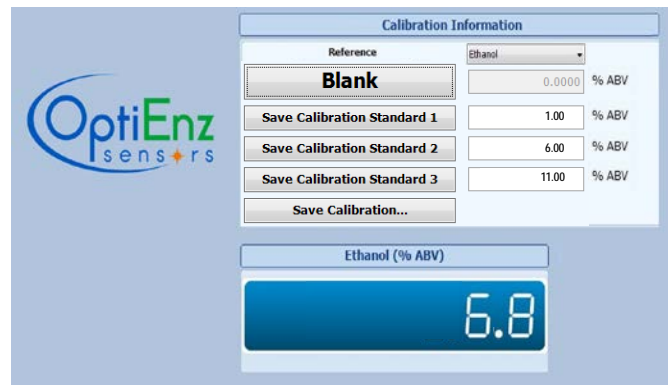 Calibration Information
Reference Ethanol
Blank 0.0000 % ABV
OptiEnz
sensors
Save Calibration Standard 1 1.00 % ABV
Save Calibration Standard 2 6.00 % ABV
Save Calibration Standard 3 11.00 % ABV
Save Calibration...
Ethanol (% ABV)
6.8